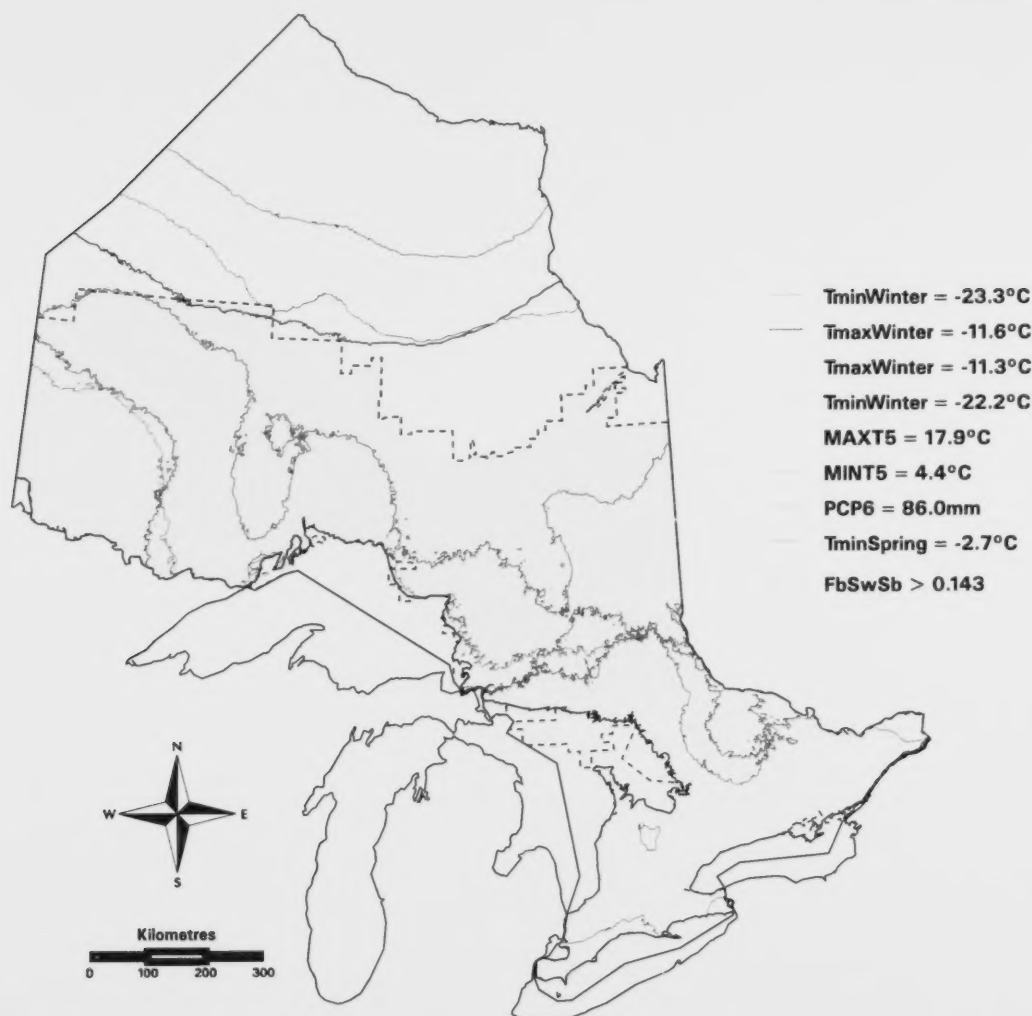 TminWinter = -23.3°C
TmaxWinter = -11.6°C
TmaxWinter = -11.3°C
TminWinter = -22.2°C
MAXT5 = 17.9°C
MINT5 = 4.4°C
PCP6 = 86.0mm
TminSpring = -2.7°C
FbSwSb > 0.143
N
W E
S
Kilometres
0 100 200 300